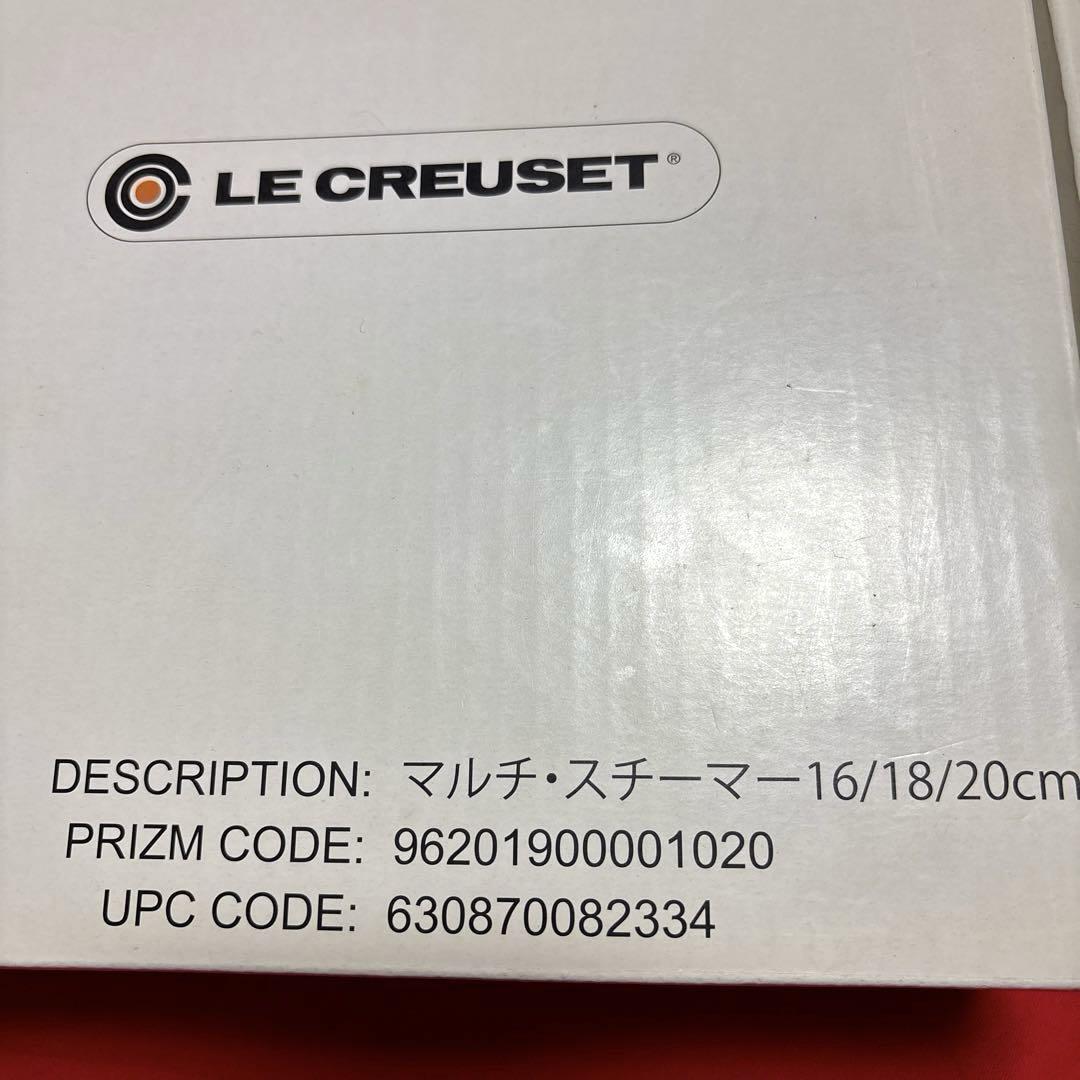 LE CREUSET®
DESCRIPTION: マルチ・スチーマー16/18/20cm
PRIZM CODE: 96201900001020
UPC CODE: 630870082334